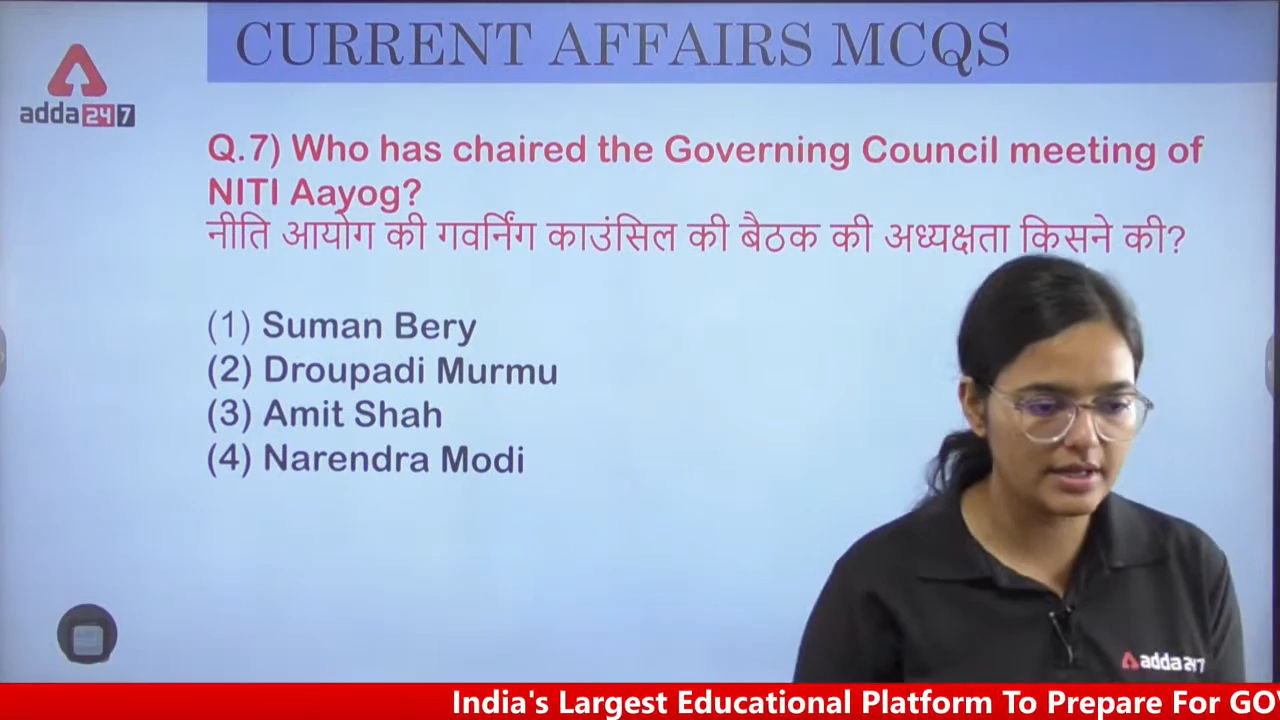 CURRENT AFFAIRS MCQS
adda247
Q.7) Who has chaired the Governing Council meeting of
NITI Aayog?
नीति आयोग की गवर्निंग काउंसिल की बैठक की अध्यक्षता किसने की?
(1) Suman Bery
(2) Droupadi Murmu
(3) Amit Shah
(4) Narendra Modi
adda247
India's Largest Educational Platform To Prepare For GO